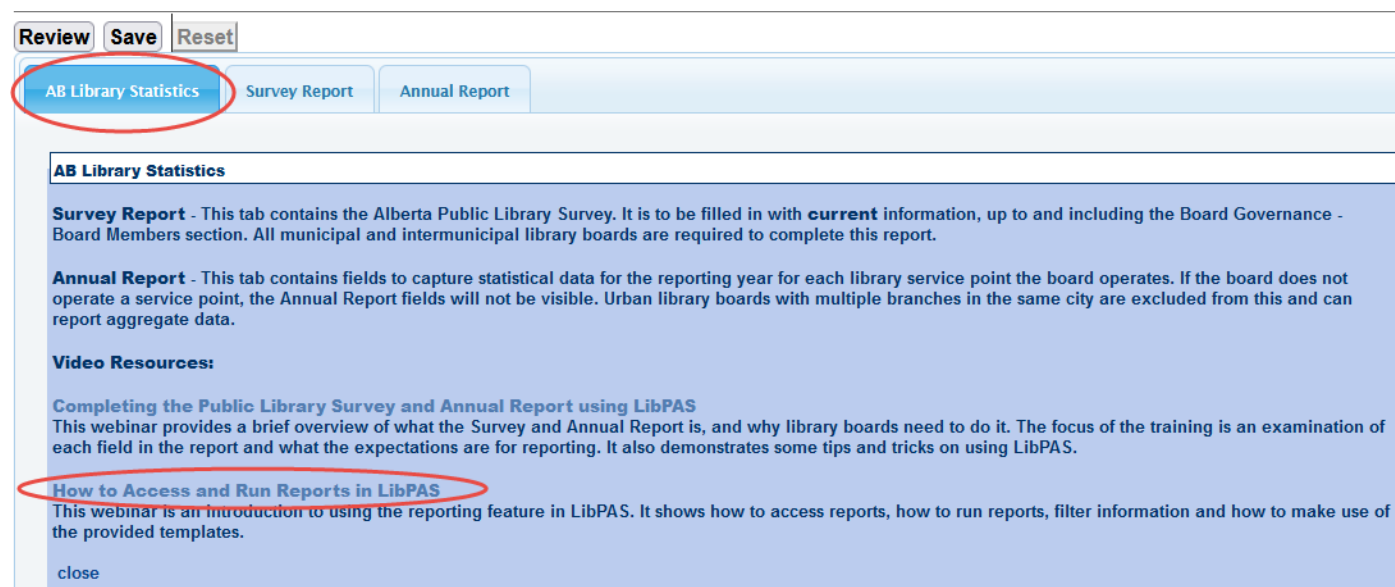 Review Save Reset
AB Library Statistics Survey Report Annual Report
AB Library Statistics
Survey Report - This tab contains the Alberta Public Library Survey. It is to be filled in with current information, up to and including the Board Governance -
Board Members section. All municipal and intermunicipal library boards are required to complete this report.
Annual Report - This tab contains fields to capture statistical data for the reporting year for each library service point the board operates. If the board does not
operate a service point, the Annual Report fields will not be visible. Urban library boards with multiple branches in the same city are excluded from this and can
report aggregate data.
Video Resources:
Completing the Public Library Survey and Annual Report using LibPAS
This webinar provides a brief overview of what the Survey and Annual Report is, and why library boards need to do it. The focus of the training is an examination of
each field in the report and what the expectations are for reporting. It also demonstrates some tips and tricks on using LibPAS.
How to Access and Run Reports in LibPAS
This webinar is an introduction to using the reporting feature in LibPAS. It shows how to access reports, how to run reports, filter information and how to make use of
the provided templates.
close